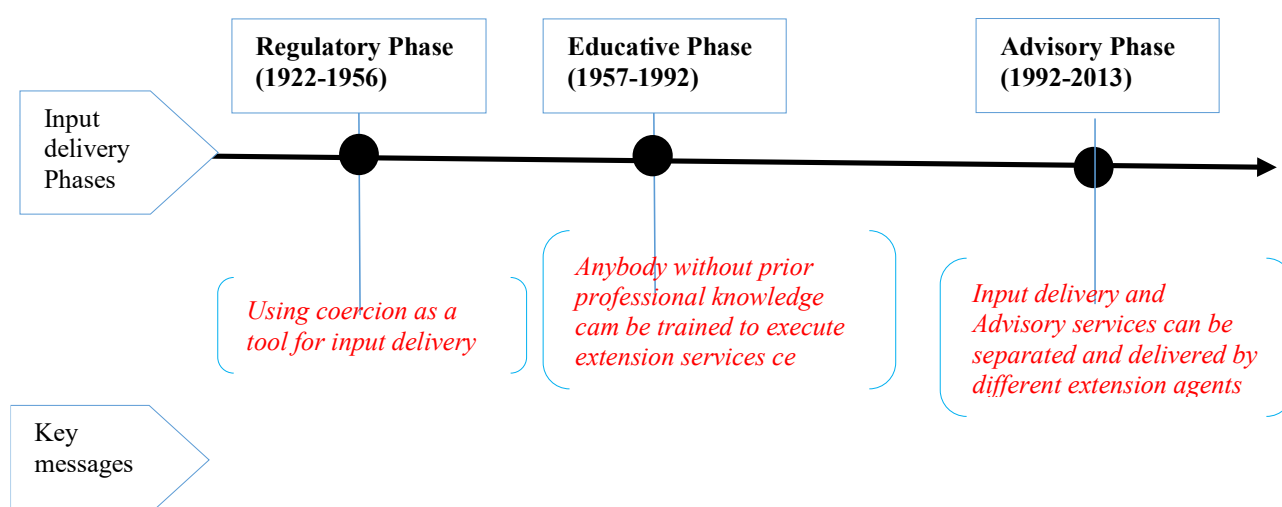 Regulatory Phase
(1922-1956)
Educative Phase
(1957-1992)
Advisory Phase
(1992-2013)
Input
delivery
Phases
Using coercion as a
tool for input delivery
Anybody without prior
professional knowledge
cam be trained to execute
extension services ce
Input delivery and
Advisory services can be
separated and delivered by
different extension agents
Key
messages